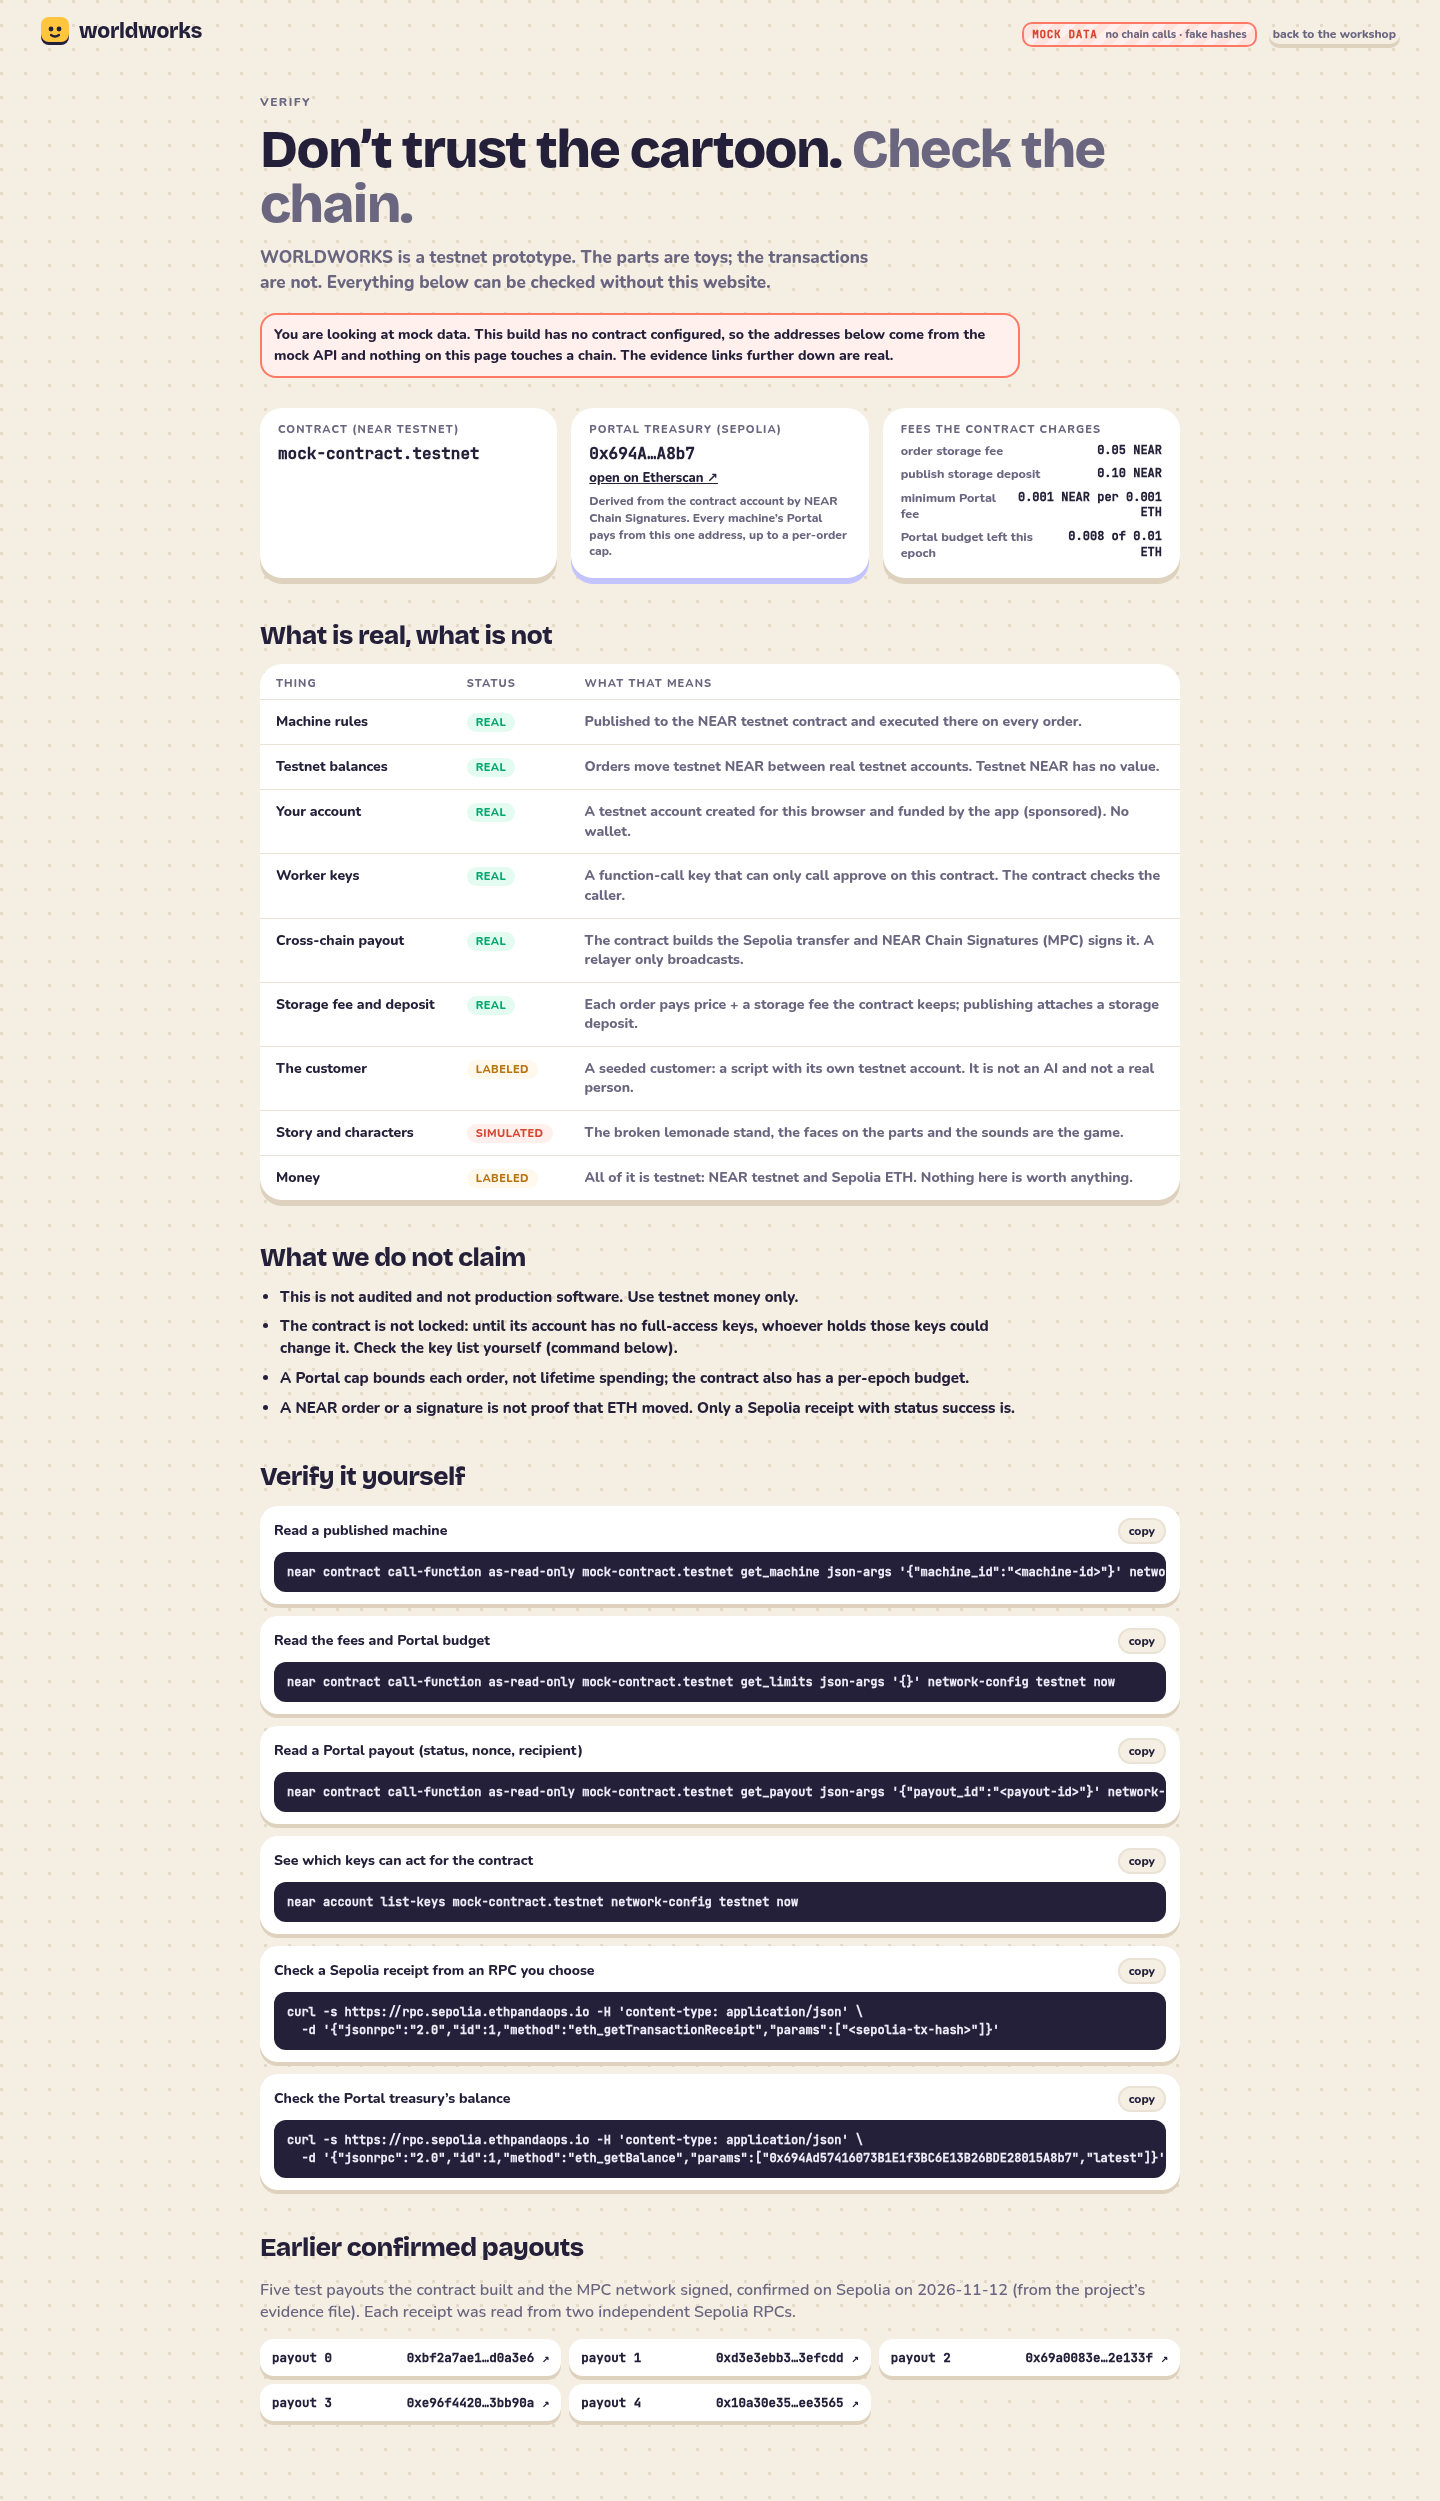 worldworks
MOCK DATA no chain calls · fake hashes
back to the workshop
VERIFY
Don’t trust the cartoon. Check the
chain.
WORLDWORKS is a testnet prototype. The parts are toys; the transactions
are not. Everything below can be checked without this website.
You are looking at mock data. This build has no contract configured, so the addresses below come from the
mock API and nothing on this page touches a chain. The evidence links further down are real.
CONTRACT (NEAR TESTNET)
mock-contract.testnet
PORTAL TREASURY (SEPOLIA)
0x694A…A8b7
open on Etherscan ↗
Derived from the contract account by NEAR
Chain Signatures. Every machine’s Portal
pays from this one address, up to a per-order
cap.
FEES THE CONTRACT CHARGES
order storage fee 0.05 NEAR
publish storage deposit 0.10 NEAR
minimum Portal fee 0.001 NEAR per 0.001 ETH
Portal budget left this epoch 0.008 of 0.01 ETH
What is real, what is not
THING STATUS WHAT THAT MEANS
Machine rules REAL Published to the NEAR testnet contract and executed there on every order.
Testnet balances REAL Orders move testnet NEAR between real testnet accounts. Testnet NEAR has no value.
Your account REAL A testnet account created for this browser and funded by the app (sponsored). No
wallet.
Worker keys REAL A function-call key that can only call approve on this contract. The contract checks the
caller.
Cross-chain payout REAL The contract builds the Sepolia transfer and NEAR Chain Signatures (MPC) signs it. A
relayer only broadcasts.
Storage fee and deposit REAL Each order pays price + a storage fee the contract keeps; publishing attaches a storage
deposit.
The customer LABELED A seeded customer: a script with its own testnet account. It is not an AI and not a real
person.
Story and characters SIMULATED The broken lemonade stand, the faces on the parts and the sounds are the game.
Money LABELED All of it is testnet: NEAR testnet and Sepolia ETH. Nothing here is worth anything.
What we do not claim
• This is not audited and not production software. Use testnet money only.
• The contract is not locked: until its account has no full-access keys, whoever holds those keys could
change it. Check the key list yourself (command below).
• A Portal cap bounds each order, not lifetime spending; the contract also has a per-epoch budget.
• A NEAR order or a signature is not proof that ETH moved. Only a Sepolia receipt with status success is.
Verify it yourself
Read a published machine copy
near contract call-function as-read-only mock-contract.testnet get_machine json-args '{"machine_id":"<machine-id>"}' netwo
Read the fees and Portal budget copy
near contract call-function as-read-only mock-contract.testnet get_limits json-args '{}' network-config testnet now
Read a Portal payout (status, nonce, recipient) copy
near contract call-function as-read-only mock-contract.testnet get_payout json-args '{"payout_id":"<payout-id>"}' network-
See which keys can act for the contract copy
near account list-keys mock-contract.testnet network-config testnet now
Check a Sepolia receipt from an RPC you choose copy
curl -s https://rpc.sepolia.ethpandaops.io -H 'content-type: application/json' \
-d '{"jsonrpc":"2.0","id":1,"method":"eth_getTransactionReceipt","params":["<sepolia-tx-hash>"]}'
Check the Portal treasury’s balance copy
curl -s https://rpc.sepolia.ethpandaops.io -H 'content-type: application/json' \
-d '{"jsonrpc":"2.0","id":1,"method":"eth_getBalance","params":["0x694Ad57416073B1E1f3BC6E13B26BDE28015A8b7","latest"]}'
Earlier confirmed payouts
Five test payouts the contract built and the MPC network signed, confirmed on Sepolia on 2026-11-12 (from the project’s
evidence file). Each receipt was read from two independent Sepolia RPCs.
payout 0 0xbf2a7ae1…d0a3e6 ↗
payout 1 0xd3e3ebb3…3efcdd ↗
payout 2 0x69a0083e…2e133f ↗
payout 3 0xe96f4420…3bb90a ↗
payout 4 0x10a30e35…ee3565 ↗